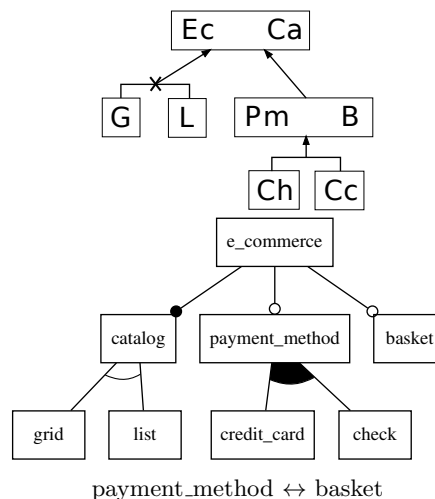 Ec Ca
G L Pm B
Ch Cc
e_commerce
catalog payment_method basket
grid list credit_card check
payment_method ↔ basket